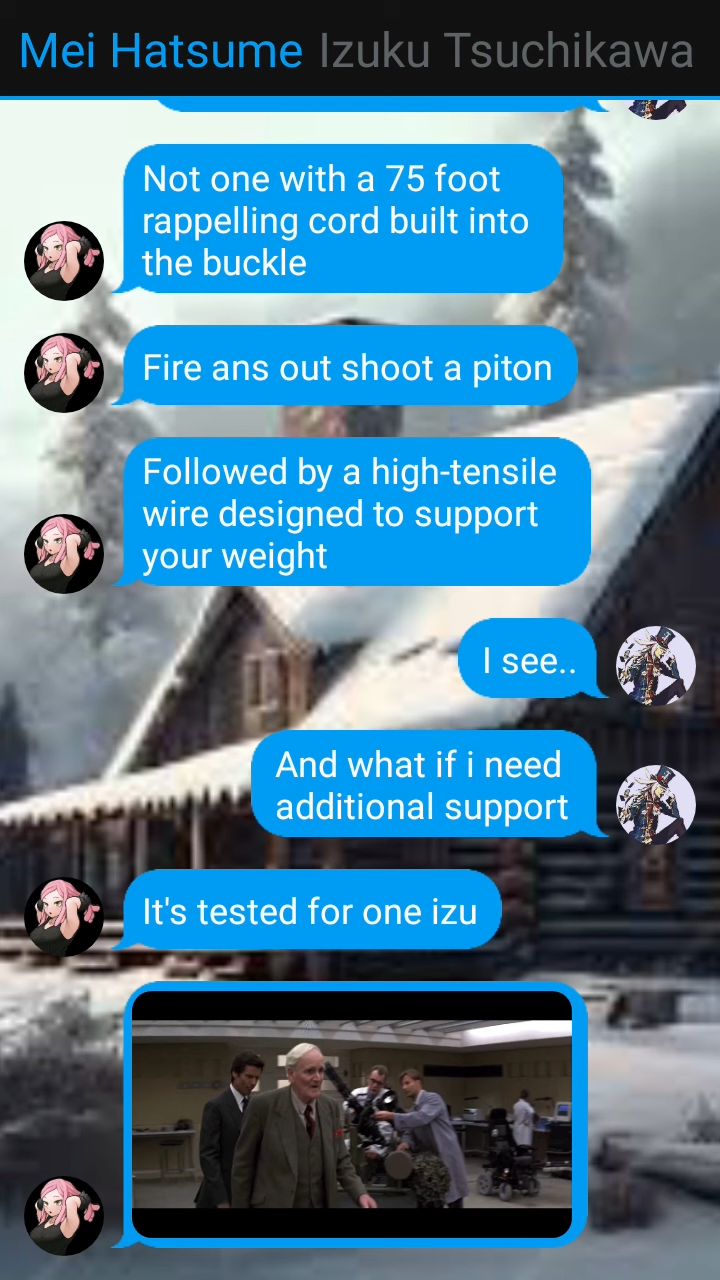 Mei Hatsume Izuku Tsuchikawa
Not one with a 75 foot
rappelling cord built into
the buckle
Fire ans out shoot a piton
Followed by a high-tensile
wire designed to support
your weight
I see..
And what if i need
additional support
It's tested for one izu